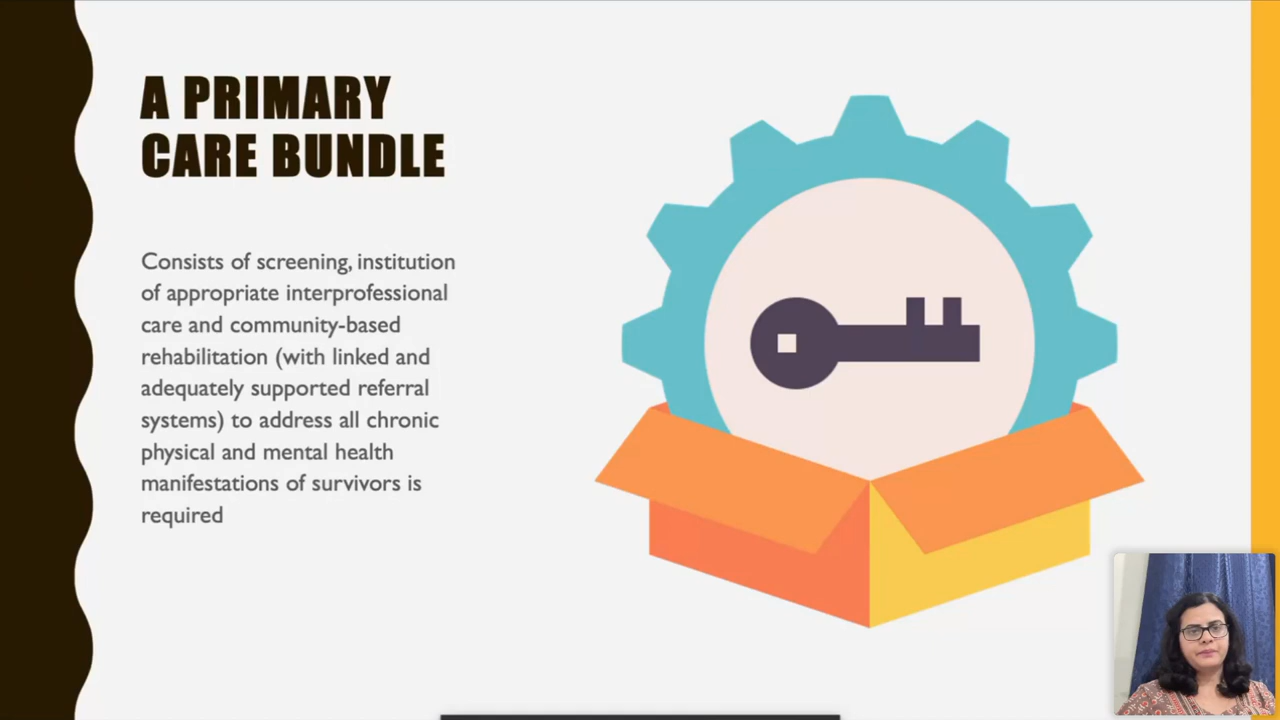 A PRIMARY
CARE BUNDLE
Consists of screening, institution
of appropriate interprofessional
care and community-based
rehabilitation (with linked and
adequately supported referral
systems) to address all chronic
physical and mental health
manifestations of survivors is
required